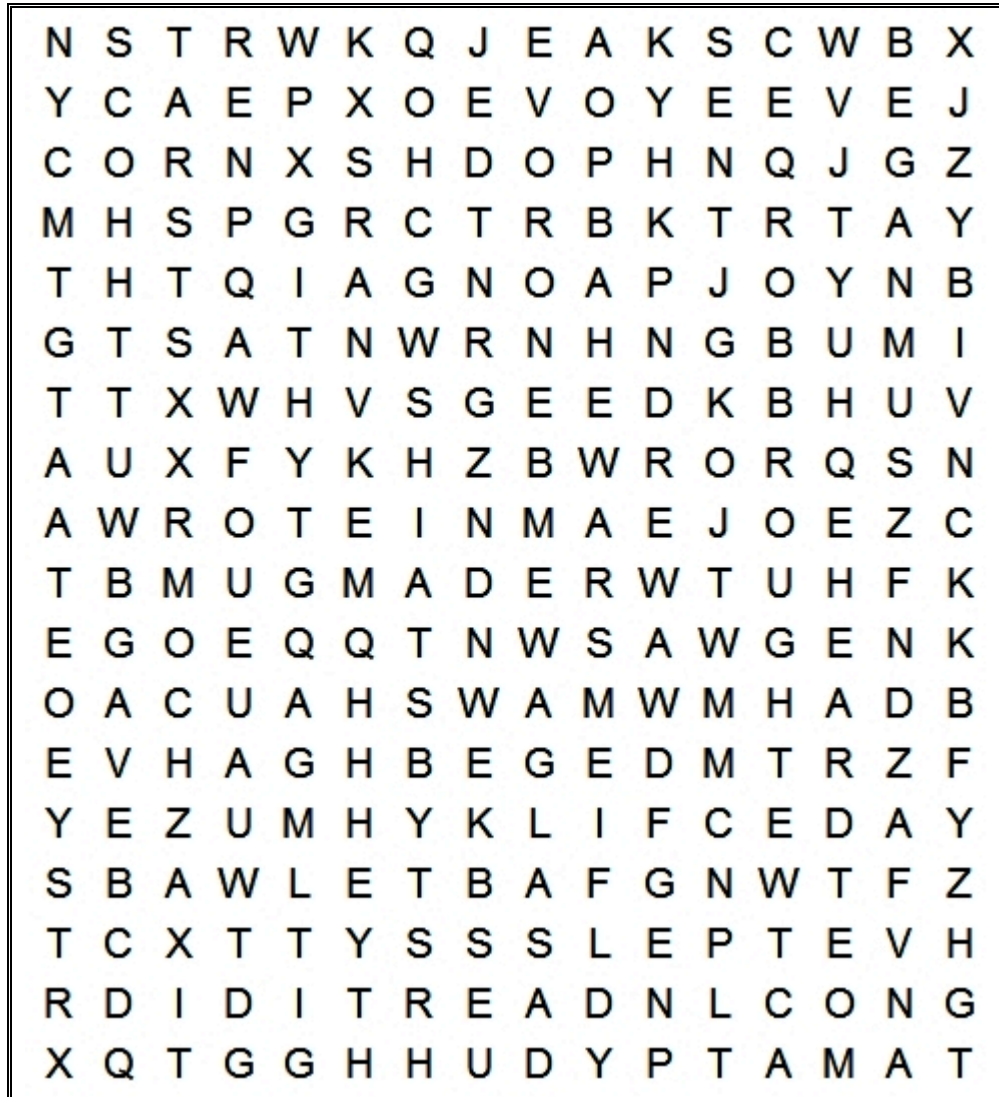 N S T R W K Q J E A K S C W B X
Y C A E P X O E V O Y E E V E J
C O R N X S H D O P H N Q J G Z
M H S P G R C T R B K T R T A Y
T H T Q I A G N O A P J O Y N B
G T S A T N W R N H N G B U M I
T T X W H V S G E E D K B H U V
A U X F Y K H Z B W R O R Q S N
A W R O T E I N M A E J O E Z C
T B M U G M A D E R W T U H F K
E G O E Q Q T N W S A W G E N K
O A C U A H S W A M W M H A D B
E V H A G H B E G E D M T R Z F
Y E Z U M H Y K L I F C E D A Y
S B A W L E T B A F G N W T F Z
T C X T T Y S S S L E P T E V H
R D I D I T R E A D N L C O N G
X Q T G G H H U D Y P T A M A T